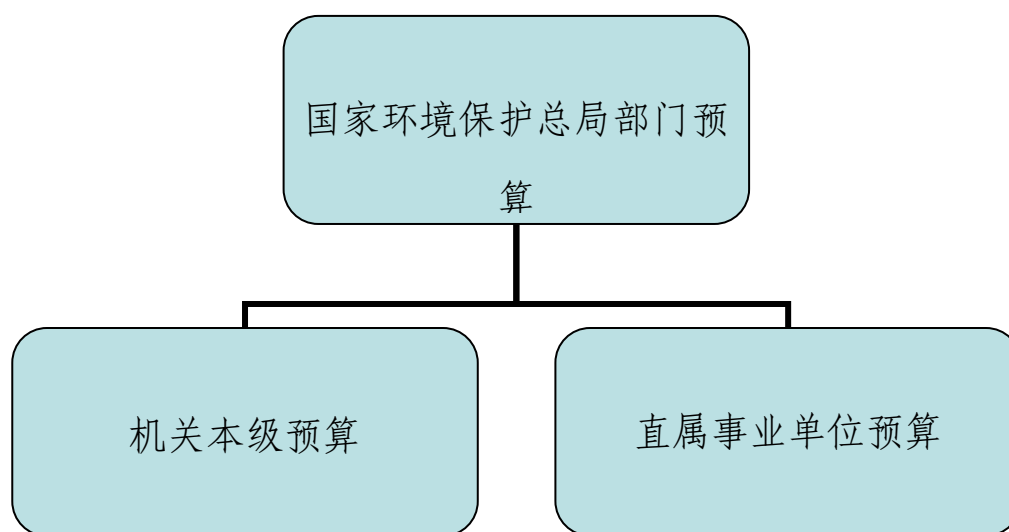 国家环境保护总局部门预
算
机关本级预算
直属事业单位预算